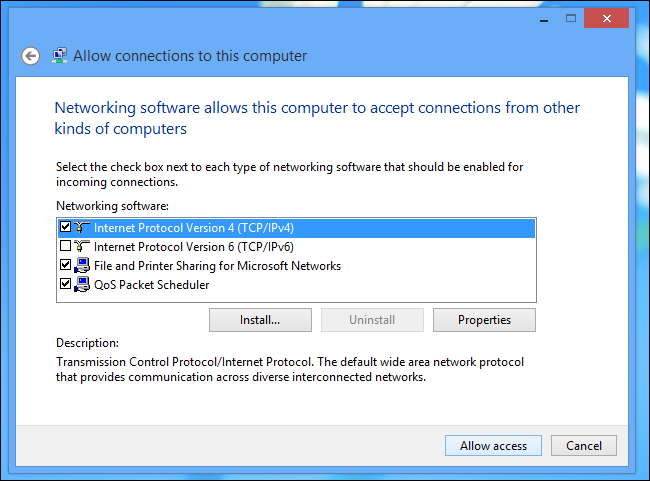 Allow connections to this computer
Networking software allows this computer to accept connections from other
kinds of computers
Select the check box next to each type of networking software that should be enabled for
incoming connections.
Networking software:
Internet Protocol Version 4 (TCP/IPv4)
Internet Protocol Version 6 (TCP/IPv6)
File and Printer Sharing for Microsoft Networks
QoS Packet Scheduler
Install... Uninstall Properties
Description:
Transmission Control Protocol/Internet Protocol. The default wide area network protocol
that provides communication across diverse interconnected networks.
Allow access Cancel